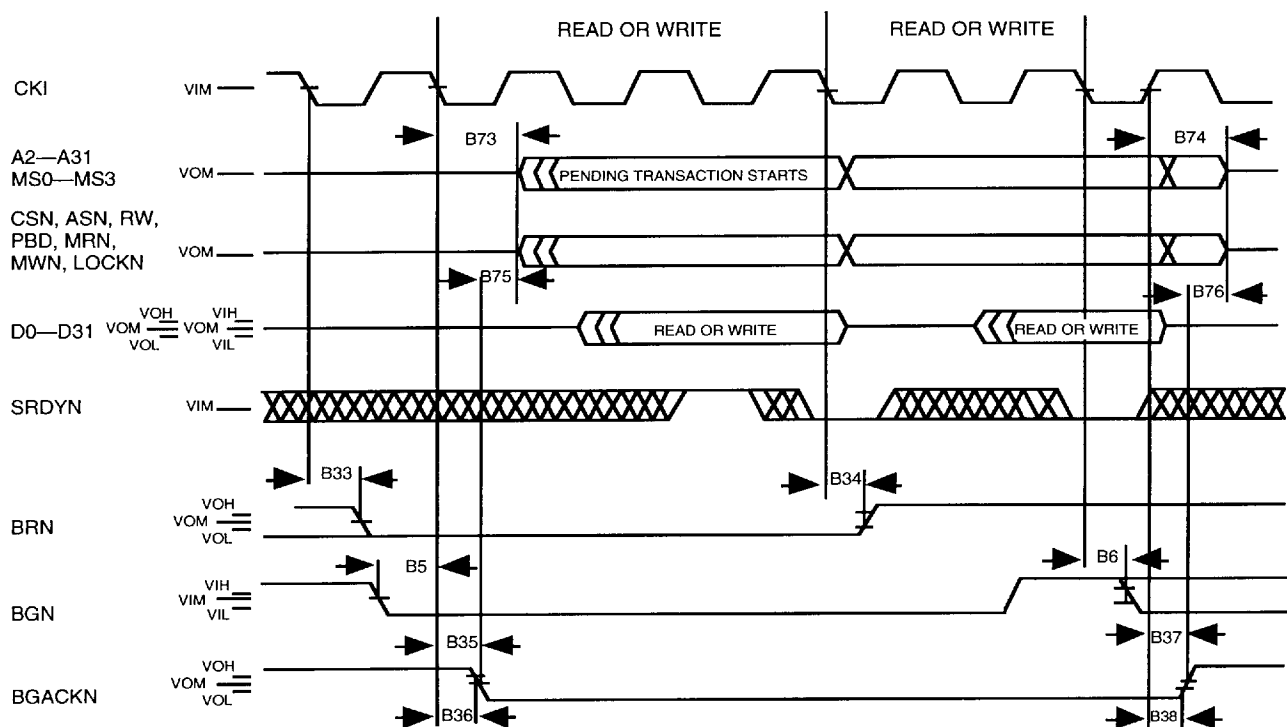 READ OR WRITE READ OR WRITE
CKI VIM
B73 B74
A2—A31
MS0—MS3 VOM PENDING TRANSACTION STARTS
CSN, ASN, RW,
PBD, MRN, VOM
MWN, LOCKN
B75 B76
D0—D31 VOH VOM VOL VIH VOM VIL READ OR WRITE READ OR WRITE
SRDYN VIM
B33 B34
BRN VOH VOM VOL
B5 B6
BGN VIH VIM VIL
B35 B37
BGACKN VOH VOM VOL
B36 B38